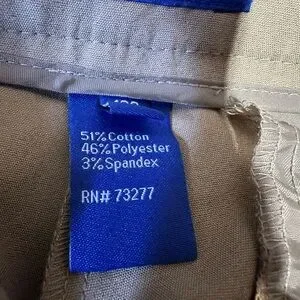 51% Cotton
46% Polyester
3% Spandex
RN# 73277